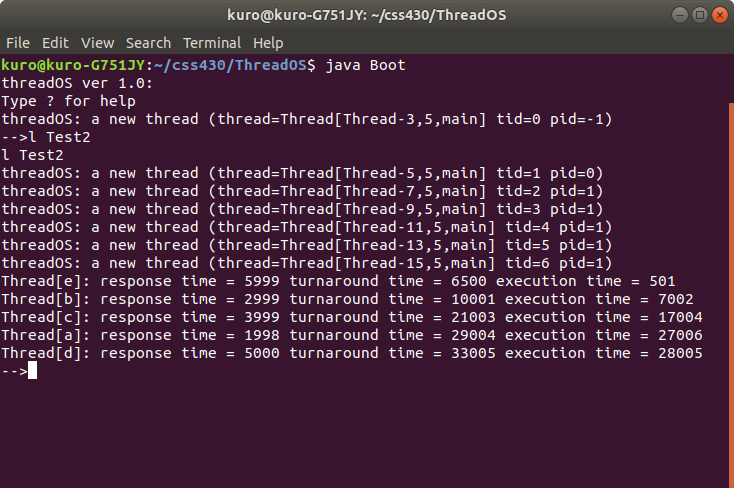 kuro@kuro-G751JY: ~/css430/ThreadOS
File Edit View Search Terminal Help
kuro@kuro-G751JY:~/css430/ThreadOS$ java Boot
threadOS ver 1.0:
Type ? for help
threadOS: a new thread (thread=Thread[Thread-3,5,main] tid=0 pid=-1)
-->l Test2
l Test2
threadOS: a new thread (thread=Thread[Thread-5,5,main] tid=1 pid=0)
threadOS: a new thread (thread=Thread[Thread-7,5,main] tid=2 pid=1)
threadOS: a new thread (thread=Thread[Thread-9,5,main] tid=3 pid=1)
threadOS: a new thread (thread=Thread[Thread-11,5,main] tid=4 pid=1)
threadOS: a new thread (thread=Thread[Thread-13,5,main] tid=5 pid=1)
threadOS: a new thread (thread=Thread[Thread-15,5,main] tid=6 pid=1)
Thread[e]: response time = 5999 turnaround time = 6500 execution time = 501
Thread[b]: response time = 2999 turnaround time = 10001 execution time = 7002
Thread[c]: response time = 3999 turnaround time = 21003 execution time = 17004
Thread[a]: response time = 1998 turnaround time = 29004 execution time = 27006
Thread[d]: response time = 5000 turnaround time = 33005 execution time = 28005
-->